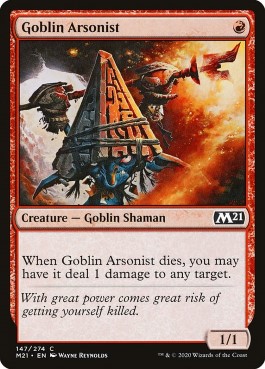 Goblin Arsonist
Creature — Goblin Shaman
M21
When Goblin Arsonist dies, you may
have it deal 1 damage to any target.
With great power comes great risk of
getting yourself killed.
1/1
147/274 C
M21 • EN WAYNE REYNOLDS
™ & © 2020 Wizards of the Coast